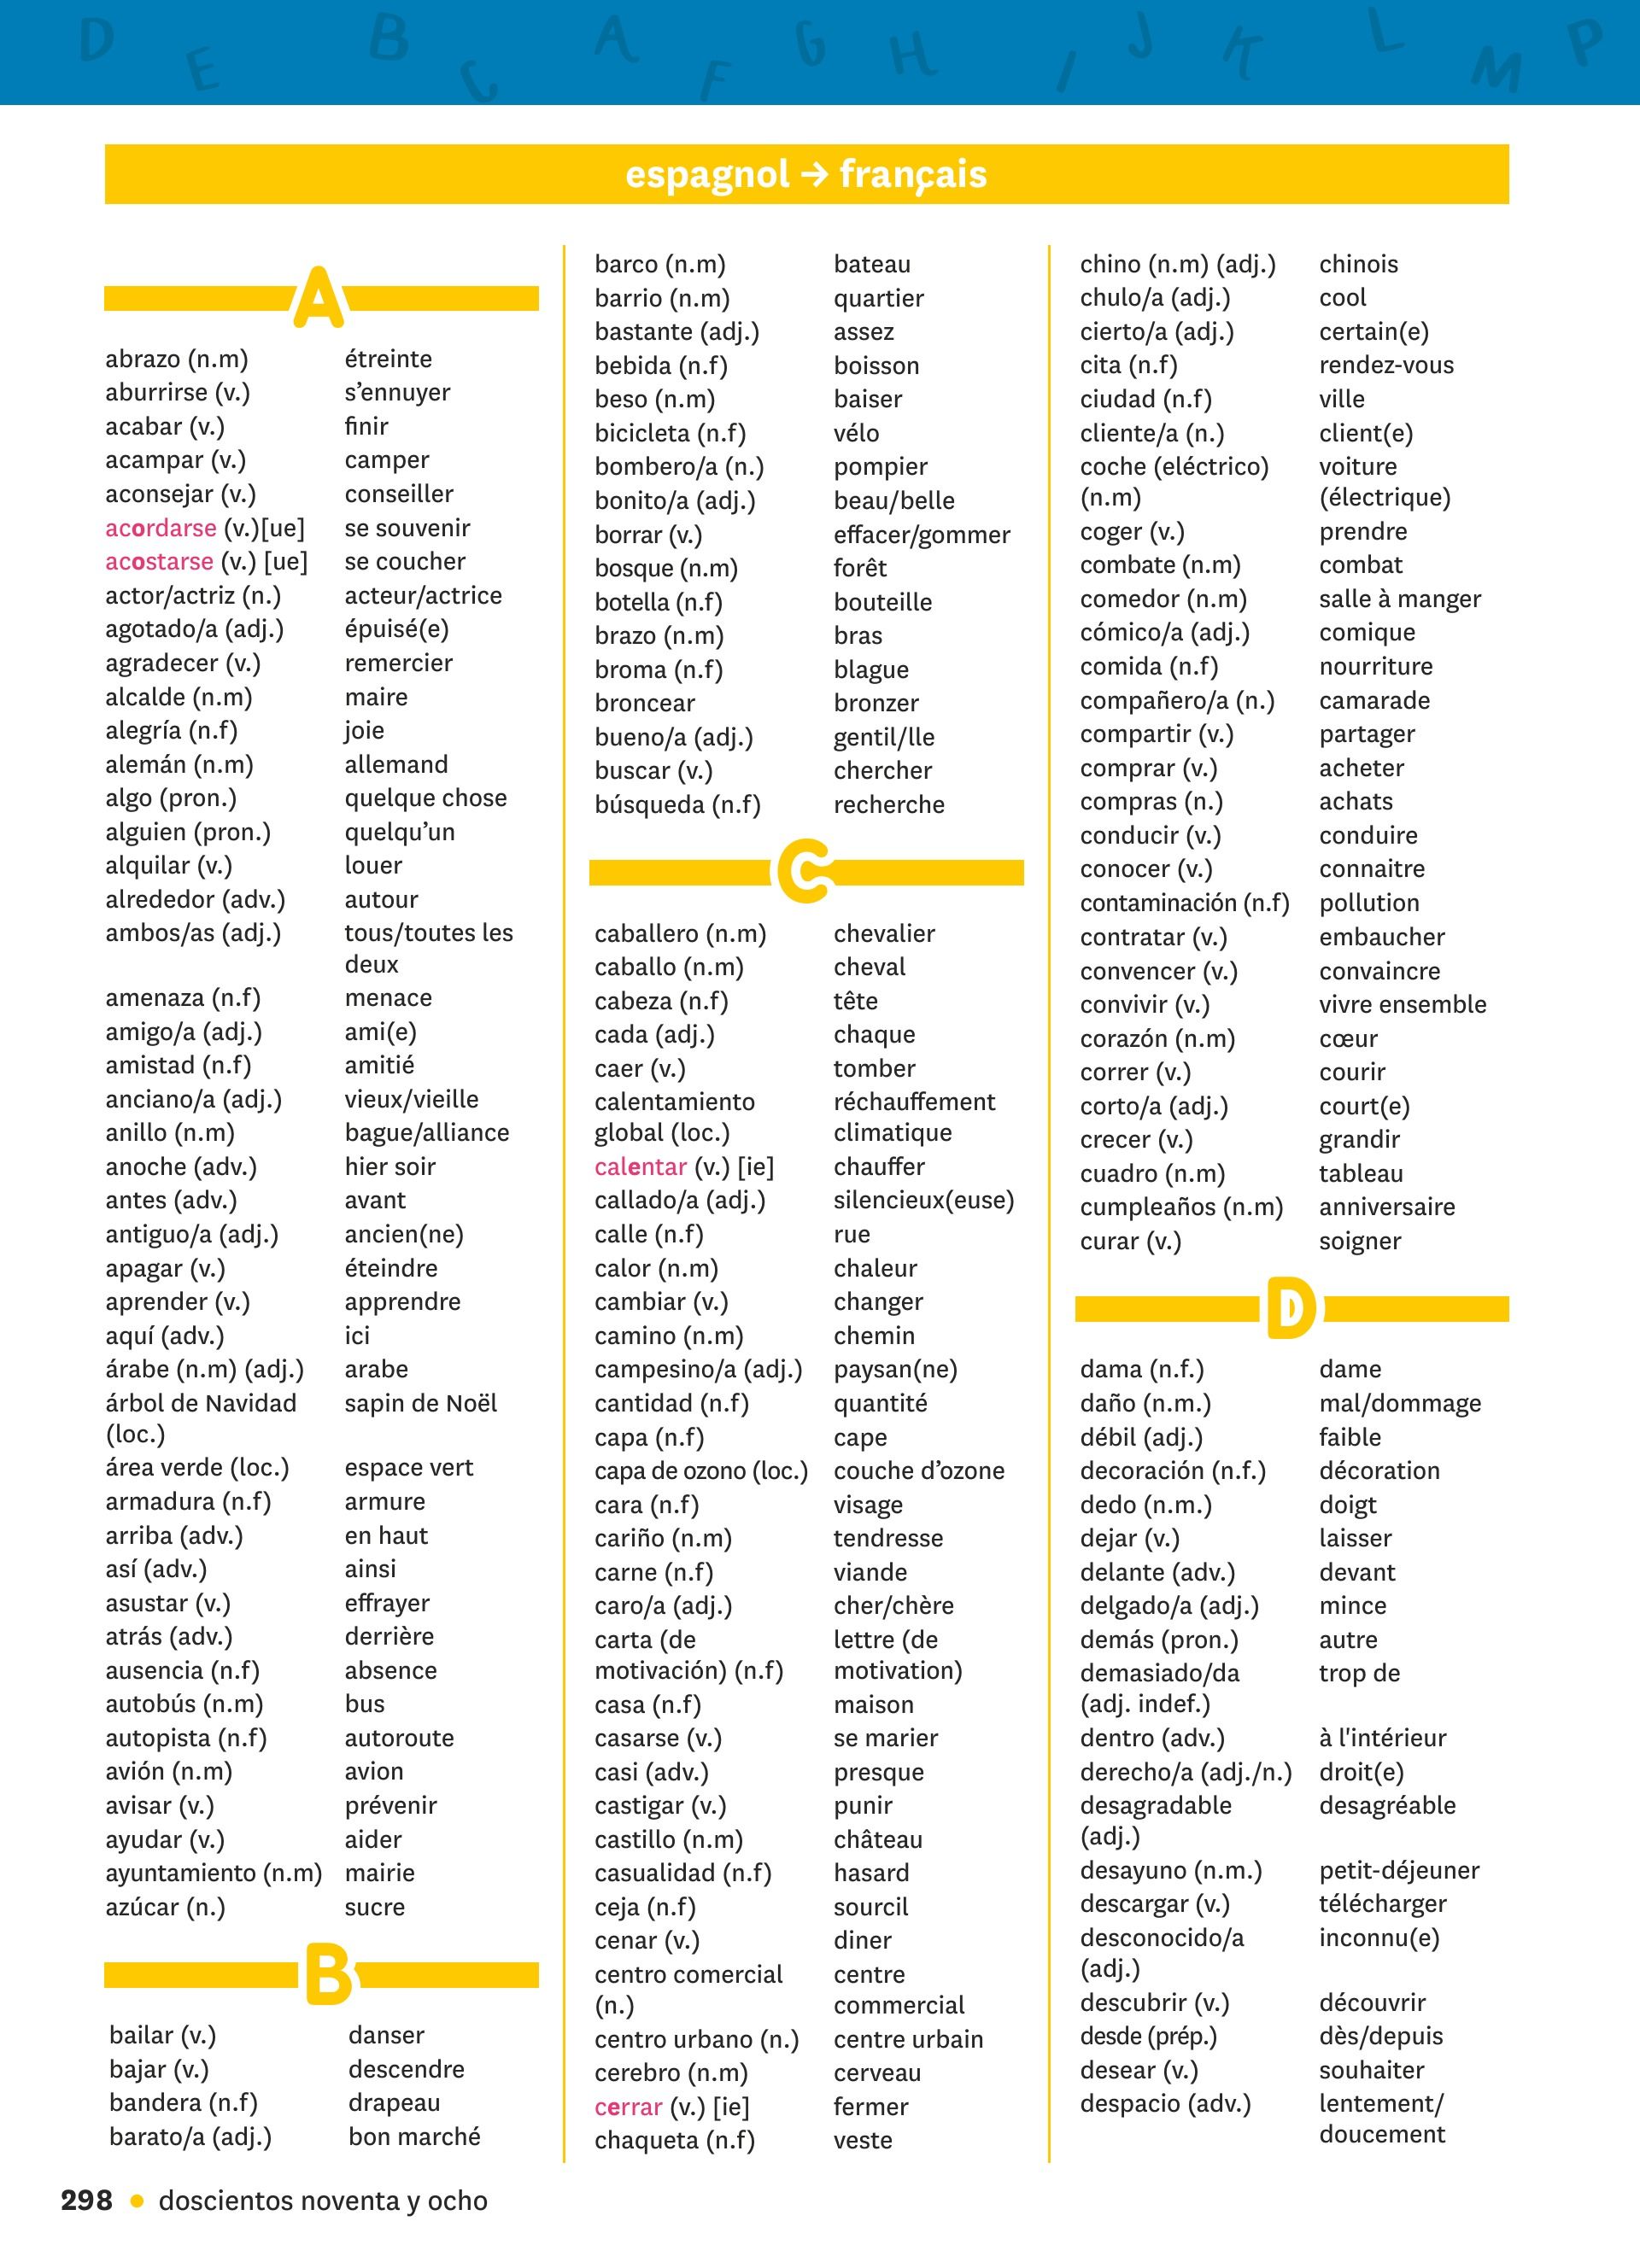 D E B C A F G H I J K L M P
espagnol → français
A
abrazo (n.m) étreinte
aburrirse (v.) s’ennuyer
acabar (v.) finir
acampar (v.) camper
aconsejar (v.) conseiller
acordarse (v.)[ue] se souvenir
acostarse (v.) [ue] se coucher
actor/actriz (n.) acteur/actrice
agotado/a (adj.) épuisé(e)
agradecer (v.) remercier
alcalde (n.m) maire
alegría (n.f) joie
alemán (n.m) allemand
algo (pron.) quelque chose
alguien (pron.) quelqu’un
alquilar (v.) louer
alrededor (adv.) autour
ambos/as (adj.) tous/toutes les
deux
amenaza (n.f) menace
amigo/a (adj.) ami(e)
amistad (n.f) amitié
anciano/a (adj.) vieux/vieille
anillo (n.m) bague/alliance
anoche (adv.) hier soir
antes (adv.) avant
antiguo/a (adj.) ancien(ne)
apagar (v.) éteindre
aprender (v.) apprendre
aquí (adv.) ici
árabe (n.m) (adj.) arabe
árbol de Navidad sapin de Noël
(loc.)
área verde (loc.) espace vert
armadura (n.f) armure
arriba (adv.) en haut
así (adv.) ainsi
asustar (v.) effrayer
atrás (adv.) derrière
ausencia (n.f) absence
autobús (n.m) bus
autopista (n.f) autoroute
avión (n.m) avion
avisar (v.) prévenir
ayudar (v.) aider
ayuntamiento (n.m) mairie
azúcar (n.) sucre
B
bailar (v.) danser
bajar (v.) descendre
bandera (n.f) drapeau
barato/a (adj.) bon marché
barco (n.m) bateau
barrio (n.m) quartier
bastante (adj.) assez
bebida (n.f) boisson
beso (n.m) baiser
bicicleta (n.f) vélo
bombero/a (n.) pompier
bonito/a (adj.) beau/belle
borrar (v.) effacer/gommer
bosque (n.m) forêt
botella (n.f) bouteille
brazo (n.m) bras
broma (n.f) blague
broncear bronzer
bueno/a (adj.) gentil/lle
buscar (v.) chercher
búsqueda (n.f) recherche
C
caballero (n.m) chevalier
caballo (n.m) cheval
cabeza (n.f) tête
cada (adj.) chaque
caer (v.) tomber
calentamiento réchauffement
global (loc.) climatique
calentar (v.) [ie] chauffer
callado/a (adj.) silencieux(euse)
calle (n.f) rue
calor (n.m) chaleur
cambiar (v.) changer
camino (n.m) chemin
campesino/a (adj.) paysan(ne)
cantidad (n.f) quantité
capa (n.f) cape
capa de ozono (loc.) couche d’ozone
cara (n.f) visage
cariño (n.m) tendresse
carne (n.f) viande
caro/a (adj.) cher/chère
carta (de lettre (de
motivación) (n.f) motivation)
casa (n.f) maison
casarse (v.) se marier
casi (adv.) presque
castigar (v.) punir
castillo (n.m) château
casualidad (n.f) hasard
ceja (n.f) sourcil
cenar (v.) diner
centro comercial centre
(n.) commercial
centro urbano (n.) centre urbain
cerebro (n.m) cerveau
cerrar (v.) [ie] fermer
chaqueta (n.f) veste
chino (n.m) (adj.) chinois
chulo/a (adj.) cool
cierto/a (adj.) certain(e)
cita (n.f) rendez-vous
ciudad (n.f) ville
cliente/a (n.) client(e)
coche (eléctrico) voiture
(n.m) (électrique)
coger (v.) prendre
combate (n.m) combat
comedor (n.m) salle à manger
cómico/a (adj.) comique
comida (n.f) nourriture
compañero/a (n.) camarade
compartir (v.) partager
comprar (v.) acheter
compras (n.) achats
conducir (v.) conduire
conocer (v.) connaitre
contaminación (n.f) pollution
contratar (v.) embaucher
convencer (v.) convaincre
convivir (v.) vivre ensemble
corazón (n.m) cœur
correr (v.) courir
corto/a (adj.) court(e)
crecer (v.) grandir
cuadro (n.m) tableau
cumpleaños (n.m) anniversaire
curar (v.) soigner
D
dama (n.f.) dame
daño (n.m.) mal/dommage
débil (adj.) faible
decoración (n.f.) décoration
dedo (n.m.) doigt
dejar (v.) laisser
delante (adv.) devant
delgado/a (adj.) mince
demás (pron.) autre
demasiado/da trop de
(adj. indef.)
dentro (adv.) à l'intérieur
derecho/a (adj./n.) droit(e)
desagradable desagréable
(adj.)
desayuno (n.m.) petit-déjeuner
descargar (v.) télécharger
desconocido/a inconnu(e)
(adj.)
descubrir (v.) découvrir
desde (prép.) dès/depuis
desear (v.) souhaiter
despacio (adv.) lentement/
doucement
298 • doscientos noventa y ocho